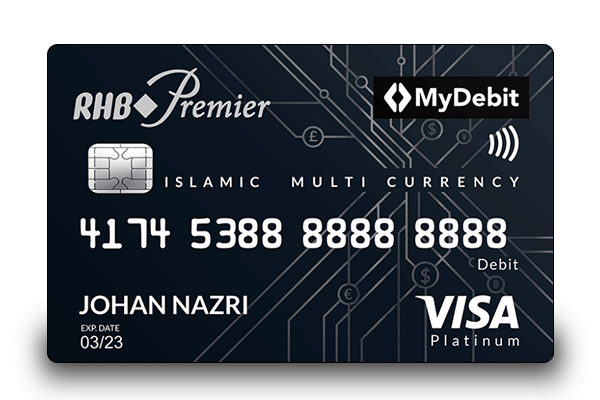 RHB Premier
MyDebit
ISLAMIC MULTI CURRENCY
4174 5388 8888 8888
Debit
JOHAN NAZRI
VISA
EXP. DATE
Platinum
03/23